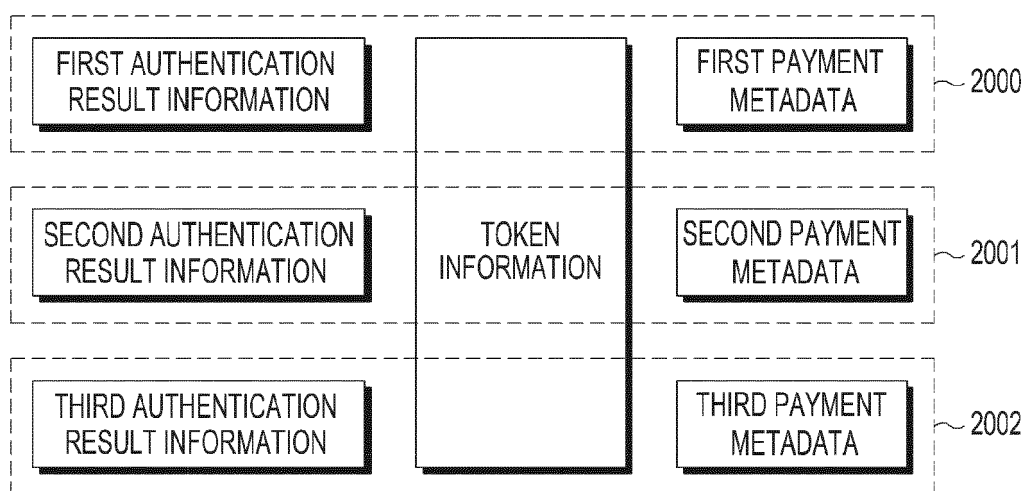 FIRST AUTHENTICATION
RESULT INFORMATION
FIRST PAYMENT
METADATA
2000
SECOND AUTHENTICATION
RESULT INFORMATION
TOKEN
INFORMATION
SECOND PAYMENT
METADATA
2001
THIRD AUTHENTICATION
RESULT INFORMATION
THIRD PAYMENT
METADATA
2002